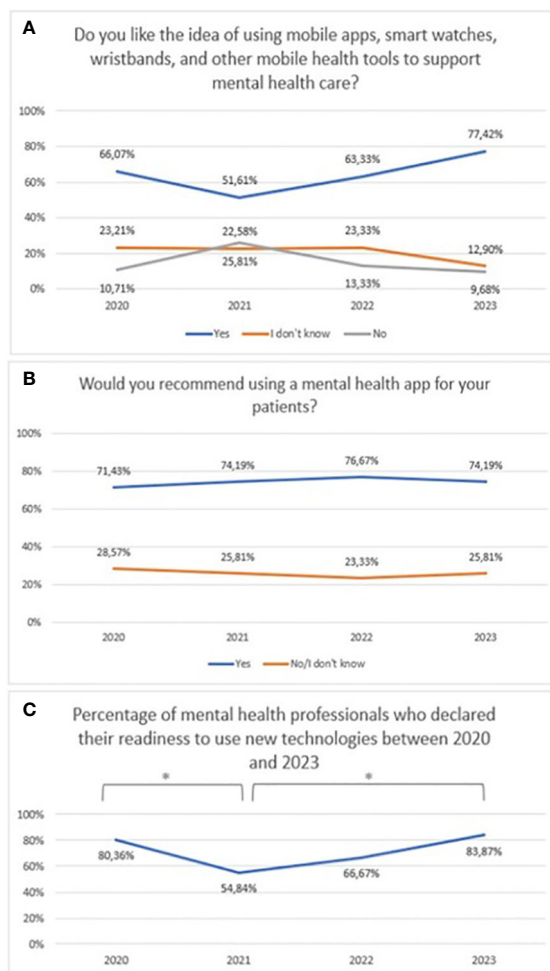 A
Do you like the idea of using mobile apps, smart watches,
wristbands, and other mobile health tools to support
mental health care?
100%
80%
60%
40%
20%
0%
66,07%
51,61%
63,33%
77,42%
23,21%
22,58%
23,33%
12,90%
10,71%
25,81%
13,33%
9,68%
2020 2021 2022 2023
Yes I don't know No
B
Would you recommend using a mental health app for your
patients?
100%
80%
60%
40%
20%
0%
71,43% 74,19% 76,67% 74,19%
28,57% 25,81% 23,33% 25,81%
2020 2021 2022 2023
Yes No/I don't know
C
Percentage of mental health professionals who declared
their readiness to use new technologies between 2020
and 2023
* *
100%
80%
60%
40%
20%
0%
80,36% 54,84% 66,67% 83,87%
2020 2021 2022 2023